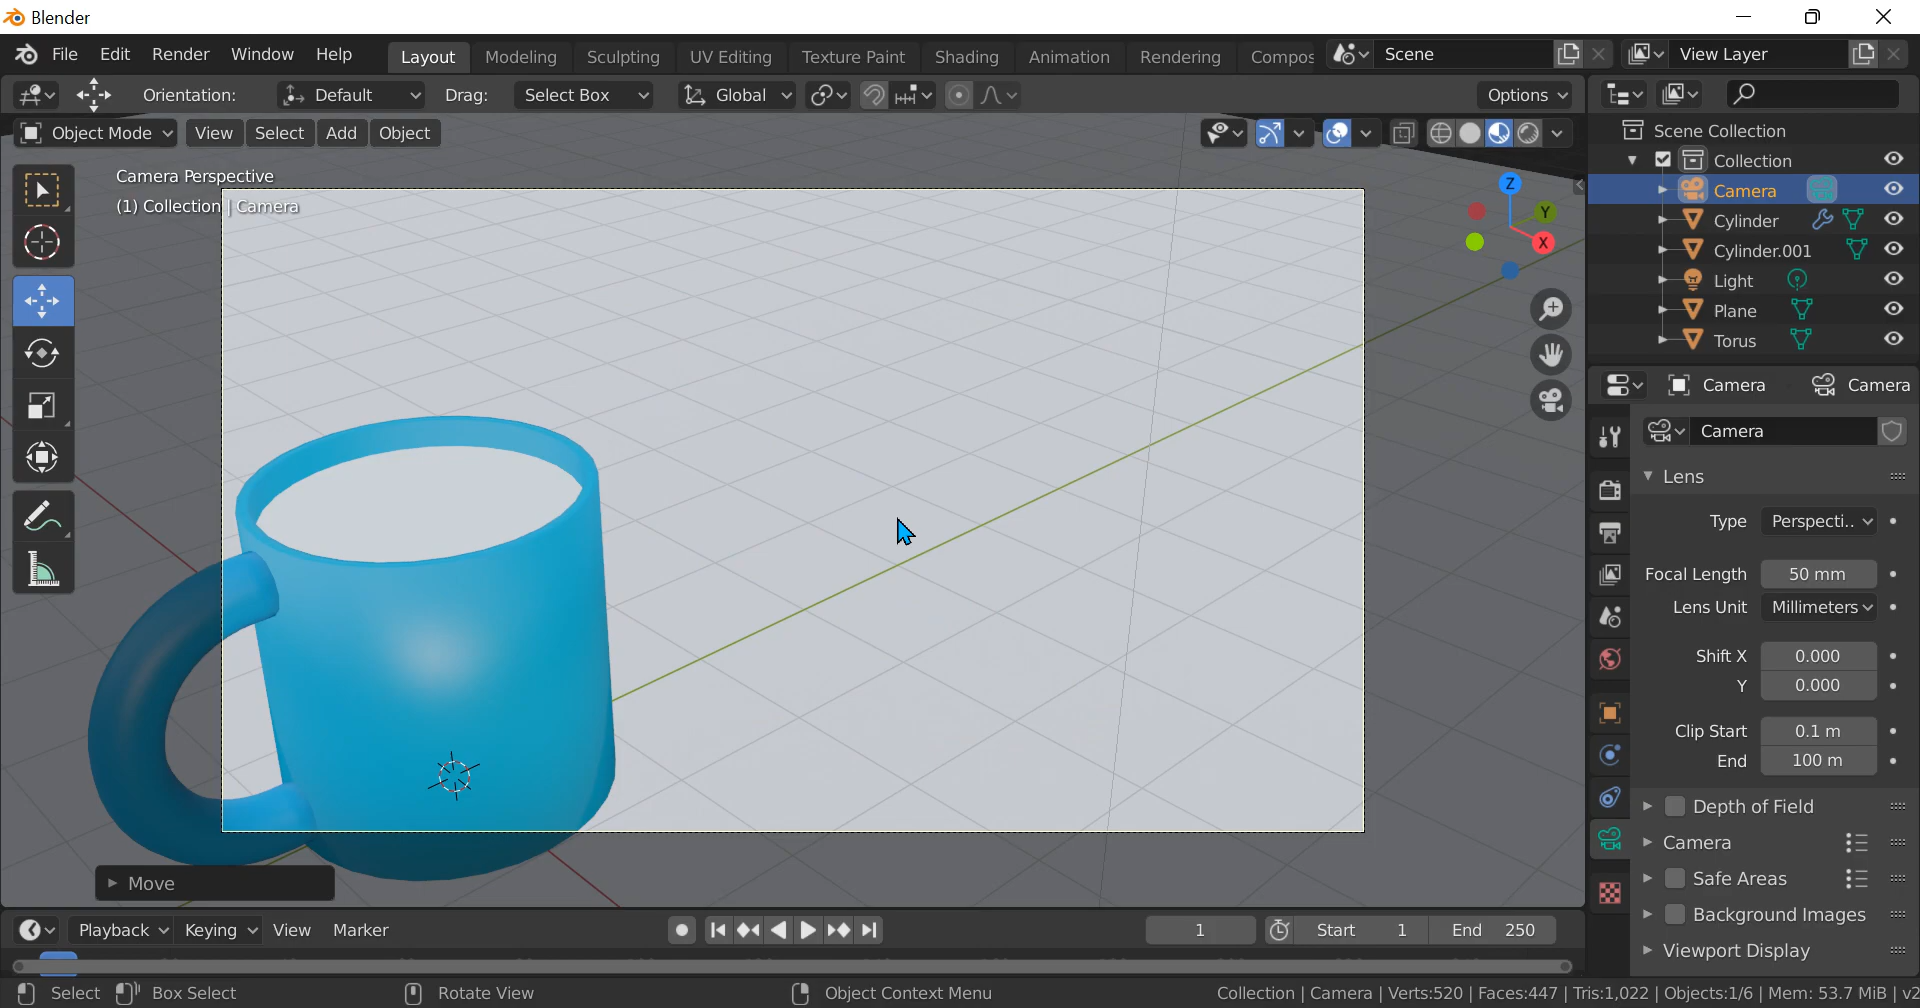 Blender
File Edit Render Window Help Layout Modeling Sculpting UV Editing Texture Paint Shading Animation Rendering Compos Scene View Layer
Orientation: Default Drag: Select Box Global Options
Object Mode View Select Add Object
Camera Perspective
(1) Collection | Camera
Z
Y
X
Scene Collection
Collection
Camera
Cylinder
Cylinder.001
Light
Plane
Torus
Camera Camera
Camera
Lens
Type Perspecti..
Focal Length 50 mm
Lens Unit Millimeters
Shift X 0.000
Y 0.000
Clip Start 0.1 m
End 100 m
Depth of Field
Camera
Safe Areas
Background Images
Viewport Display
Move
Playback Keying View Marker 1 Start 1 End 250
Select Box Select Rotate View Object Context Menu Collection | Camera | Verts:520 | Faces:447 | Tris:1,022 | Objects:1/6 | Mem: 53.7 MiB | v2